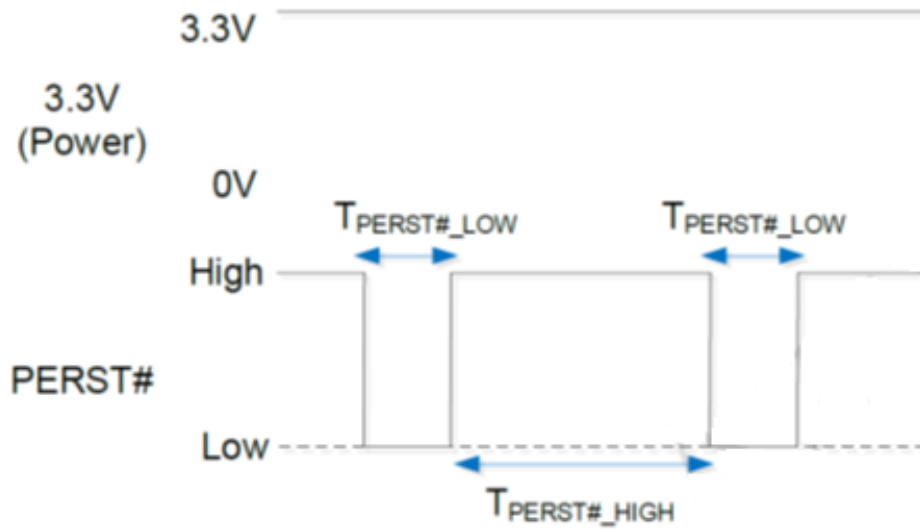 3.3V
3.3V
(Power)
0V
TPERST#_LOW TPERST#_LOW
High
PERST#
Low
TPERST#_HIGH